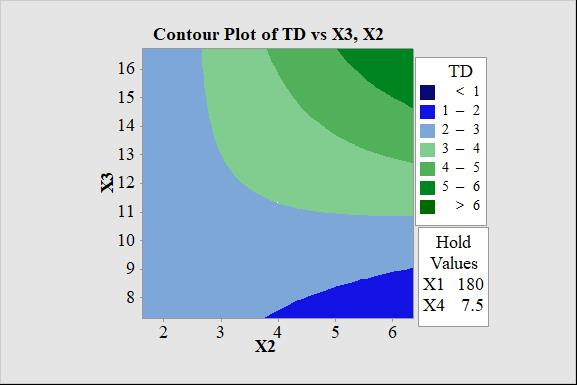 Contour Plot of TD vs X3, X2
X3
16
15
14
13
12
11
10
9
8
2 3 4 5 6
X2
TD
< 1
1 – 2
2 – 3
3 – 4
4 – 5
5 – 6
> 6
Hold
Values
X1 180
X4 7.5